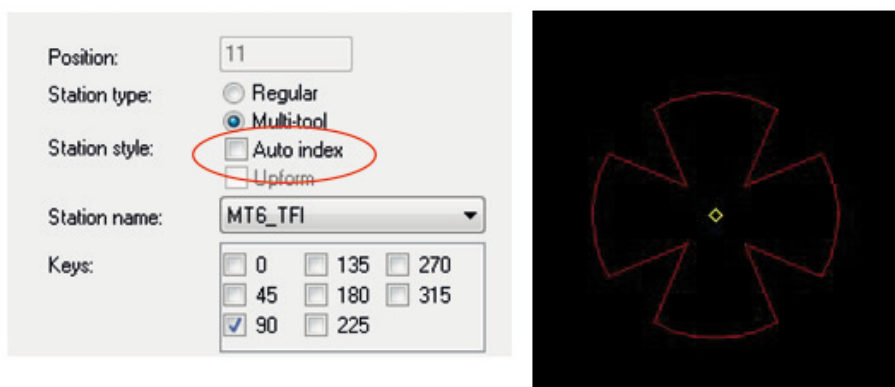 Position: 11
Station type: Regular
Multi-tool
Station style: Auto index
Upform
Station name: MT6_TFI
Keys: 0 135 270
45 180 315
90 225